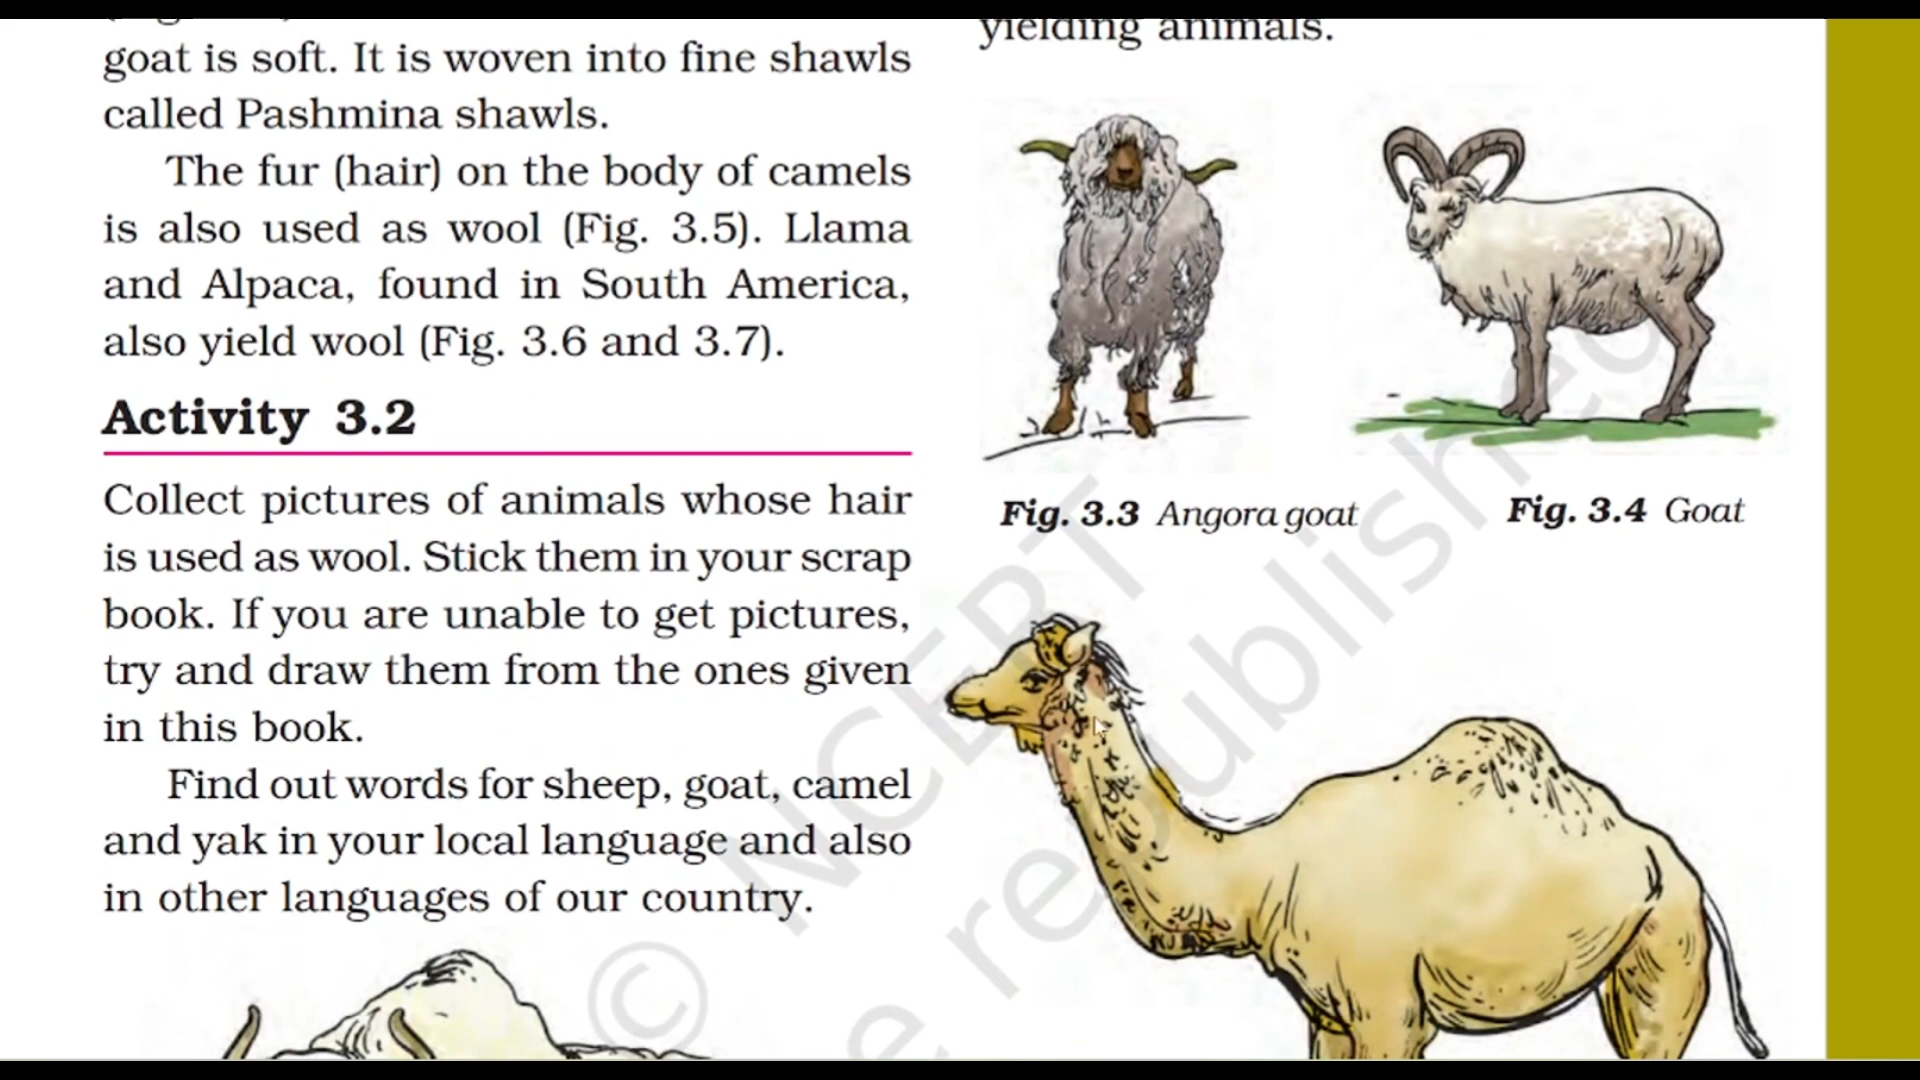 goat is soft. It is woven into fine shawls
called Pashmina shawls.
The fur (hair) on the body of camels
is also used as wool (Fig. 3.5). Llama
and Alpaca, found in South America,
also yield wool (Fig. 3.6 and 3.7).
Activity 3.2
Collect pictures of animals whose hair
is used as wool. Stick them in your scrap
book. If you are unable to get pictures,
try and draw them from the ones given
in this book.
Find out words for sheep, goat, camel
and yak in your local language and also
in other languages of our country.
yielding animals.
Fig. 3.3 Angora goat
Fig. 3.4 Goat
© NCERT
e republished